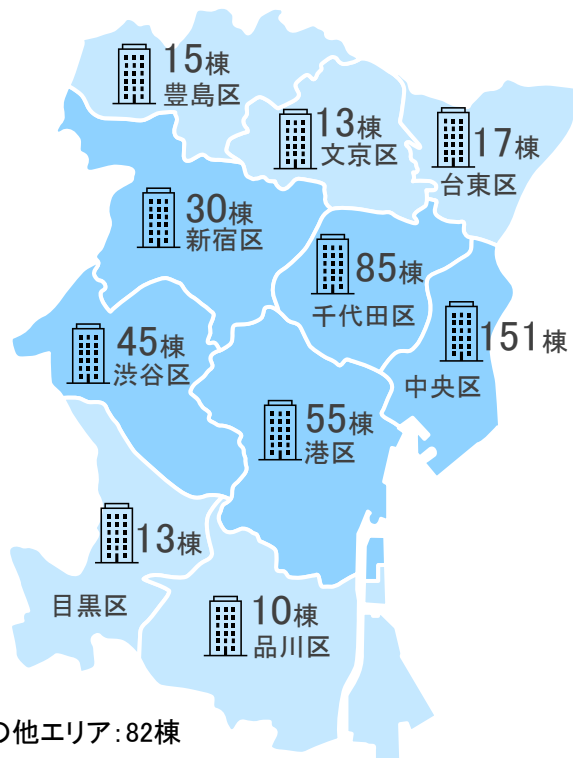 15棟
豊島区
13棟
文京区
17棟
台東区
30棟
新宿区
85棟
千代田区
151棟
中央区
45棟
渋谷区
55棟
港区
13棟
目黒区
10棟
品川区
の他エリア:82棟